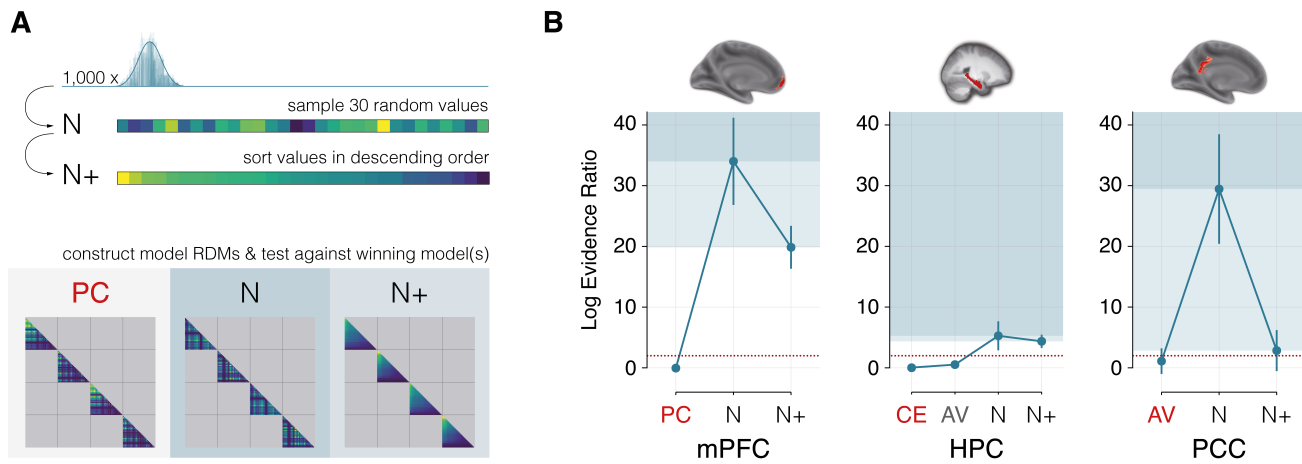 A
1,000 x
sample 30 random values
N
sort values in descending order
N+
construct model RDMs & test against winning model(s)
PC N N+
B
Log Evidence Ratio
40
30
20
10
0
PC N N+
mPFC
40
30
20
10
0
CE AV N N+
HPC
40
30
20
10
0
AV N N+
PCC